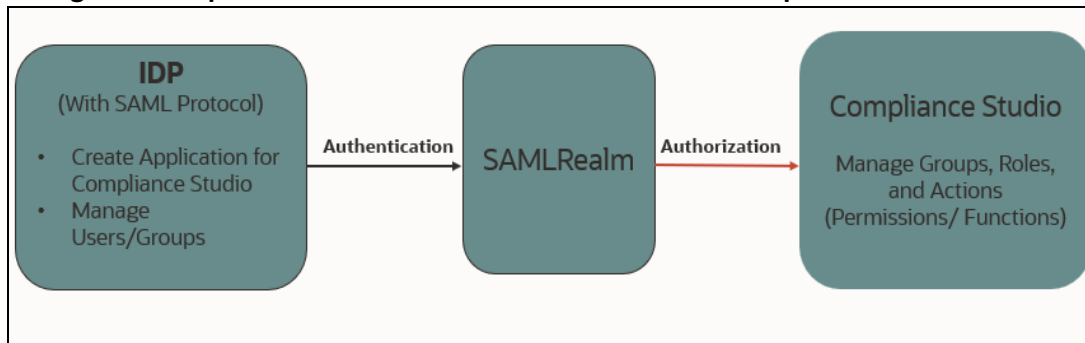 IDP
(With SAML Protocol)
• Create Application for
Compliance Studio
• Manage
Users/Groups
Authentication
SAMLRealm
Authorization
Compliance Studio
Manage Groups, Roles,
and Actions
(Permissions/ Functions)